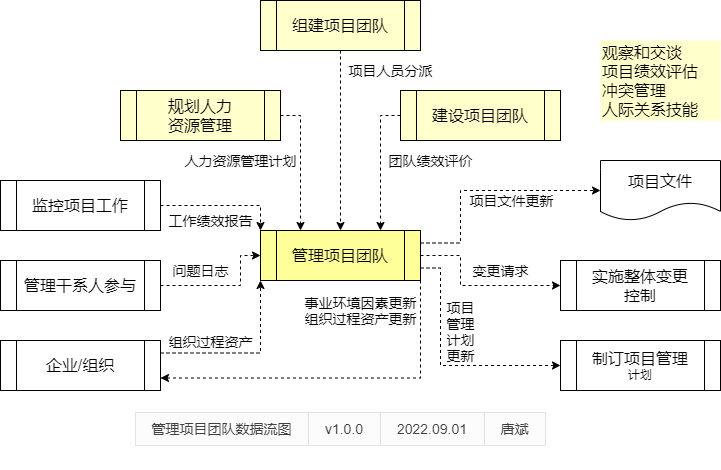 组建项目团队
项目人员分派
观察和交谈
项目绩效评估
冲突管理
人际关系技能
规划人力
资源管理
建设项目团队
人力资源管理计划
团队绩效评价
监控项目工作
工作绩效报告
项目文件更新
项目文件
管理项目团队
管理干系人参与
问题日志
变更请求
实施整体变更
控制
事业环境因素更新
组织过程资产更新
项目
管理
计划
更新
组织过程资产
企业/组织
制订项目管理
计划
管理项目团队数据流图
v1.0.0
2022.09.01
唐斌